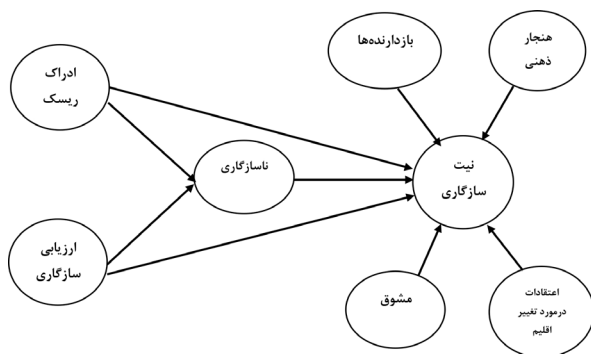 هنجار
ذهنی
بازدارنده‌ها
ادراک
ریسک
نیت
سازگاری
ناسازگاری
ارزیابی
سازگاری
مشوق
اعتقادات
درمورد تغییر
اقلیم